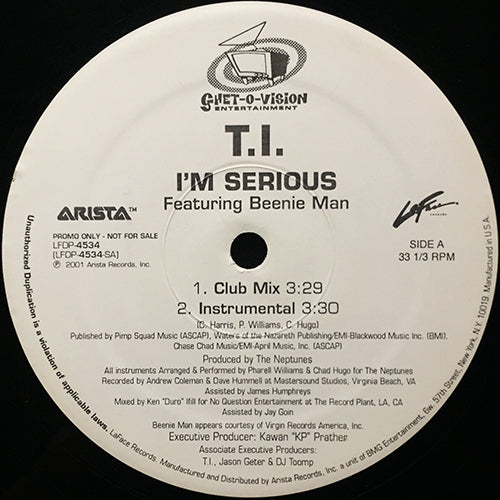 GHET-O-VISION
ENTERTAINMENT
T.I.
I'M SERIOUS
Featuring Beenie Man
ARISTA™
PROMO ONLY - NOT FOR SALE
LFDP-4534
(LFDP-4534-SA)
℗ 2001 Arista Records, Inc.
LaFace
records
SIDE A
33 1/3 RPM
1. Club Mix 3:29
2. Instrumental 3:30
(C. Harris, P. Williams, C. Hugo)
Published by Pimp Squad Music (ASCAP), Waters of the Nazareth Publishing/EMI-Blackwood Music Inc. (BMI),
Chase Chad Music/EMI-April Music, Inc. (ASCAP)
Produced by The Neptunes
All instruments Arranged & Performed by Pharell Williams & Chad Hugo for The Neptunes
Recorded by Andrew Coleman & Dave Hummell at Mastersound Studios, Virginia Beach, VA
Assisted by James Humphreys
Mixed by Ken "Duro" Ifill for No Question Entertainment at The Record Plant, LA, CA
Assisted by Jay Goin
Beenie Man appears courtesy of Virgin Records America, Inc.
Executive Producer: Kawan "KP" Prather
Associate Executive Producers:
T.I., Jason Geter & DJ Toomp
Unauthorized Duplication is a violation of applicable laws. LaFace Records. Manufactured and Distributed by Arista Records, Inc. a unit of BMG Entertainment, 6w. 57th Street, New York, N.Y. 10019 Manufactured in U.S.A.